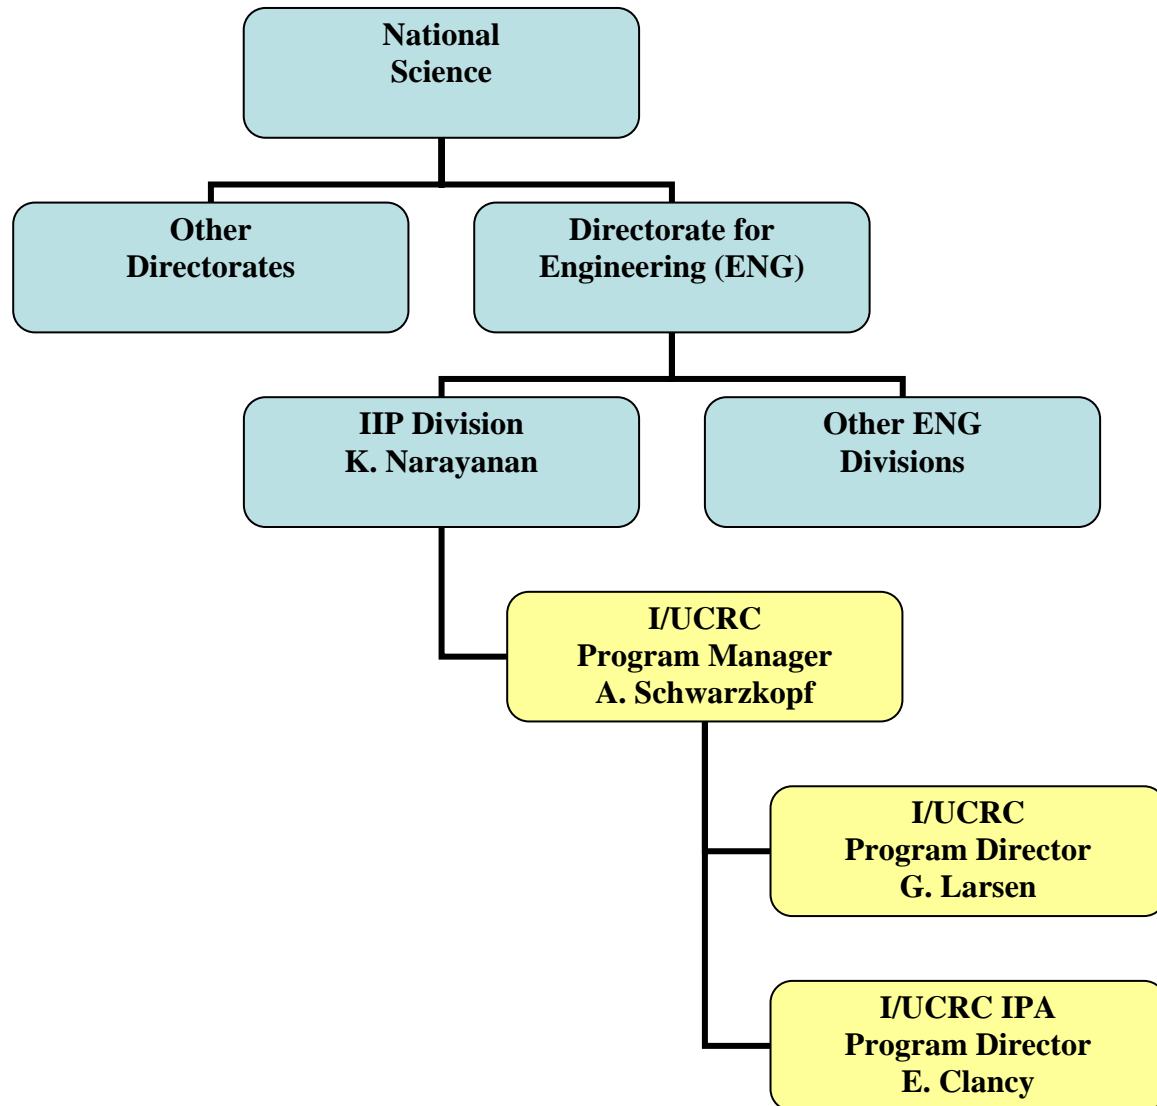 National
Science
Other
Directorates
Directorate for
Engineering (ENG)
IIP Division
K. Narayanan
Other ENG
Divisions
I/UCRC
Program Manager
A. Schwarzkopf
I/UCRC
Program Director
G. Larsen
I/UCRC IPA
Program Director
E. Clancy